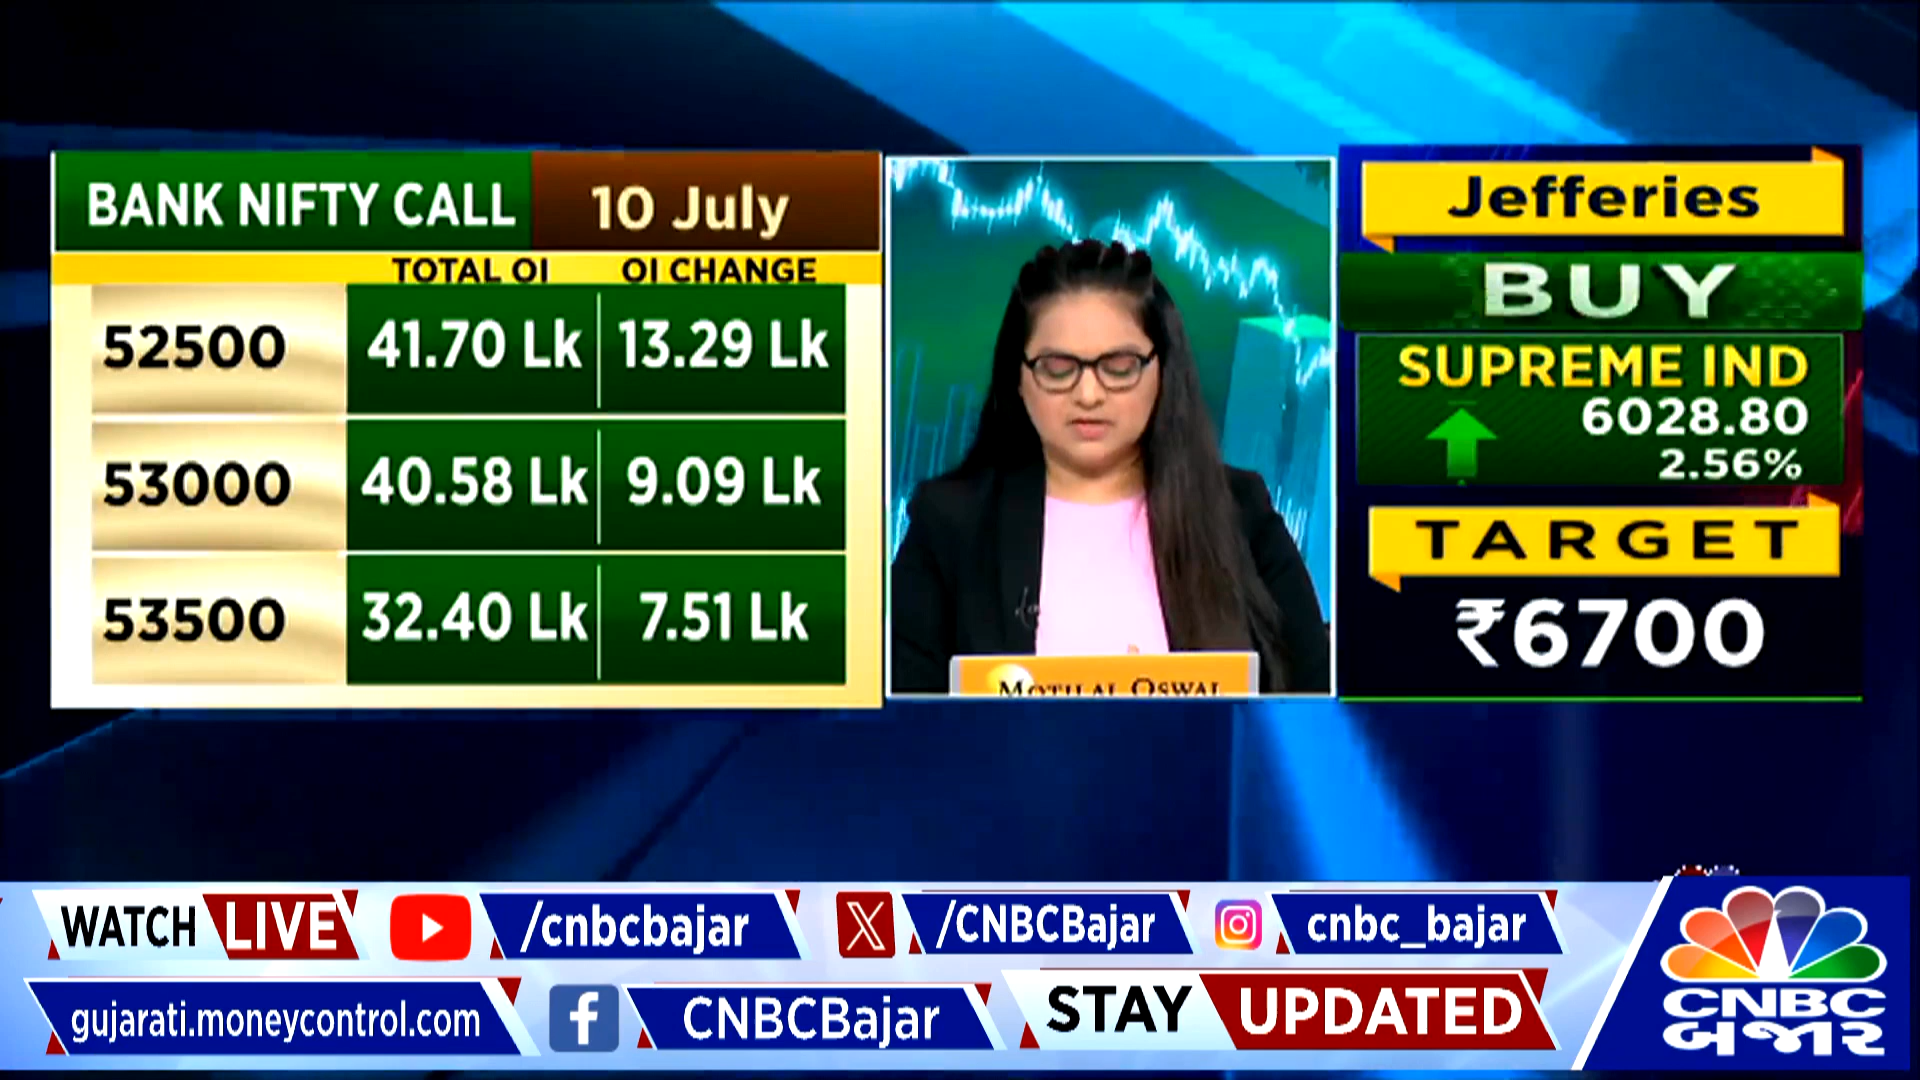 BANK NIFTY CALL 10 July
TOTAL OI OI CHANGE
52500 41.70 Lk 13.29 Lk
53000 40.58 Lk 9.09 Lk
53500 32.40 Lk 7.51 Lk
MOTILAL OSWAL
Jefferies
BUY
SUPREME IND
6028.80
2.56%
TARGET
₹6700
WATCH LIVE /cnbcbajar /CNBCBajar cnbc_bajar
gujarati.moneycontrol.com CNBCBajar STAY UPDATED
CNBC
બજાર